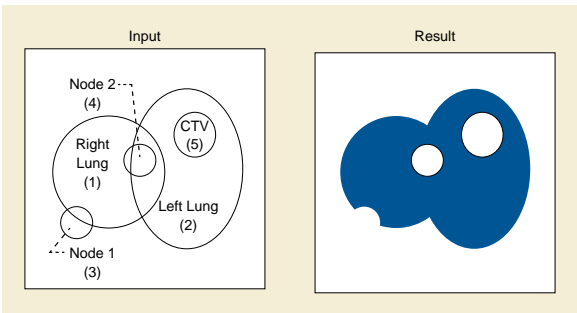 Input
Result
Node 2
(4)
CTV
(5)
Right
Lung
(1)
Left Lung
(2)
Node 1
(3)